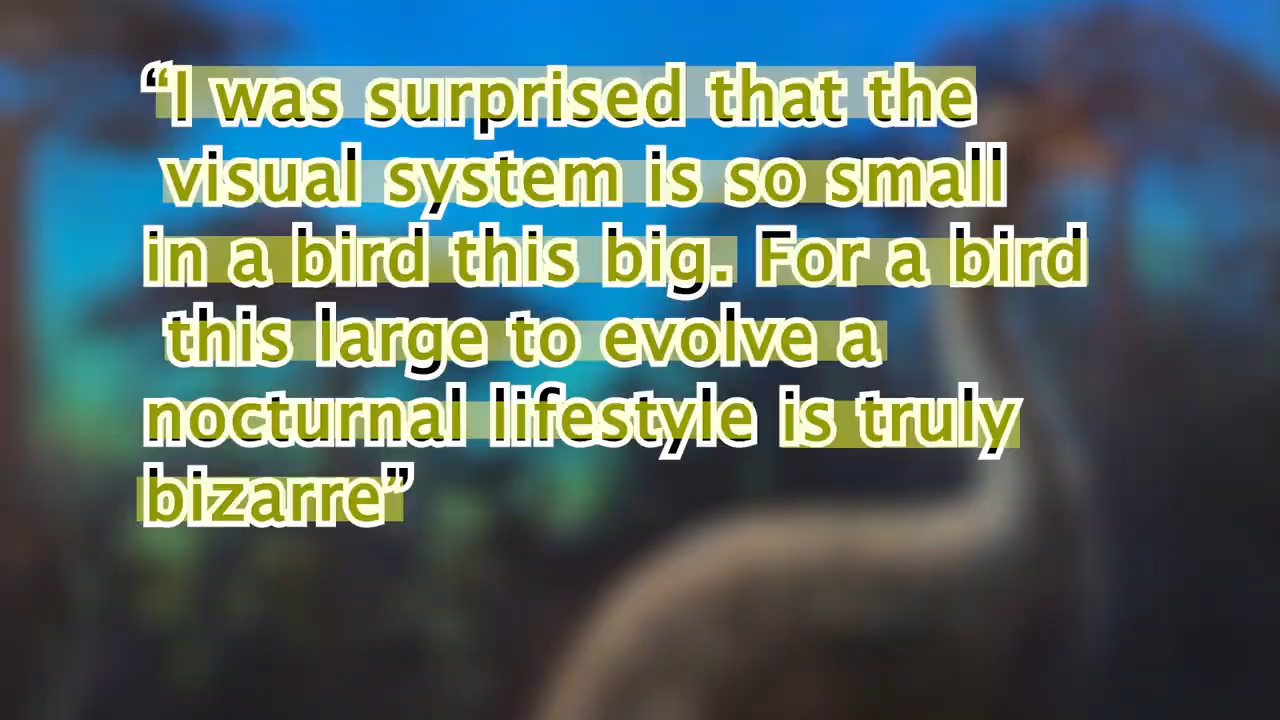 “I was surprised that the
visual system is so small
in a bird this big. For a bird
this large to evolve a
nocturnal lifestyle is truly
bizarre”